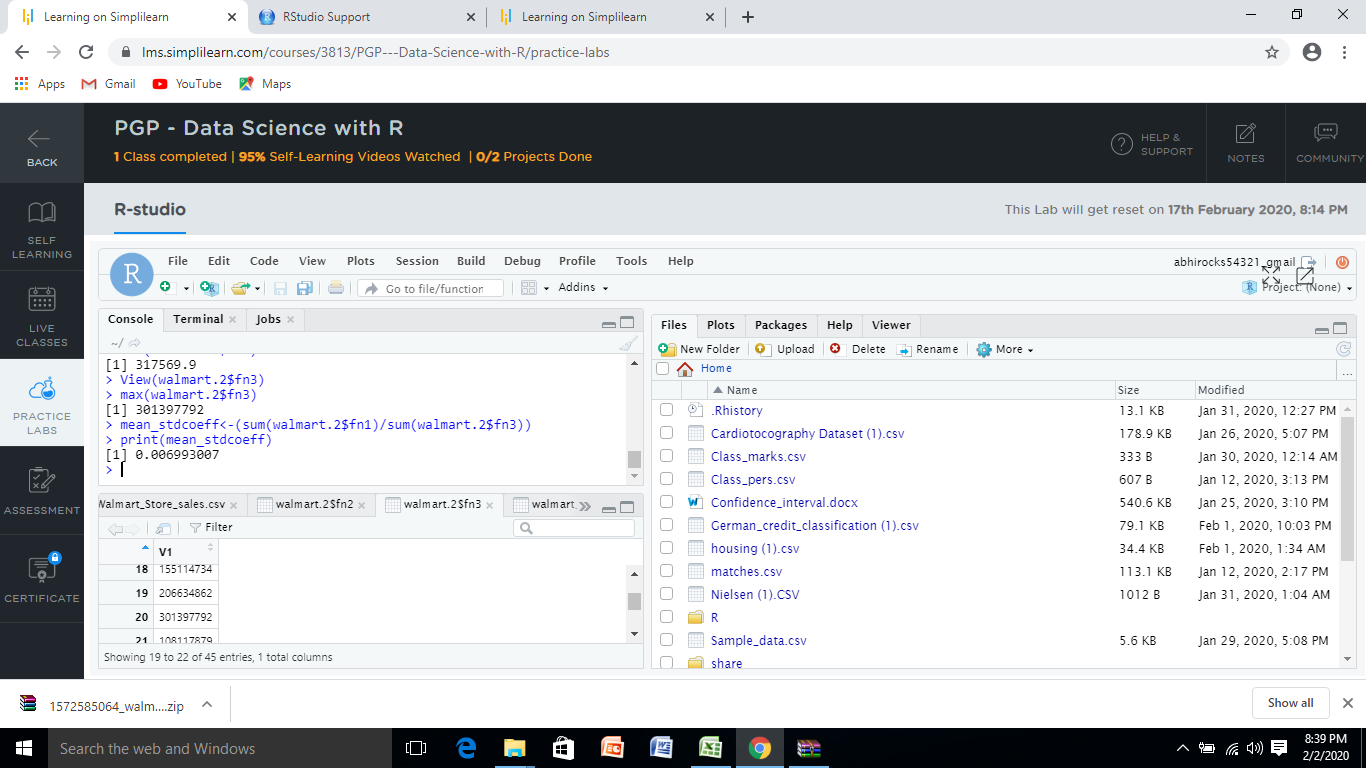 Learning on Simplilearn
RStudio Support
Learning on Simplilearn
lms.simplilearn.com/courses/3813/PGP---Data-Science-with-R/practice-labs
Apps
Gmail
YouTube
Maps
BACK
PGP - Data Science with R
1 Class completed | 95% Self-Learning Videos Watched | 0/2 Projects Done
HELP &
SUPPORT
NOTES
COMMUNITY
SELF
LEARNING
LIVE
CLASSES
PRACTICE
LABS
ASSESSMENT
CERTIFICATE
R-studio
This Lab will get reset on 17th February 2020, 8:14 PM
R
File Edit Code View Plots Session Build Debug Profile Tools Help
abhirocks54321_gmail
Go to file/function
Addins
Project: (None)
Console Terminal Jobs
~/
[1] 317569.9
> View(walmart.2$fn3)
> max(walmart.2$fn3)
[1] 301397792
> mean_stdcoeff<-(sum(walmart.2$fn1)/sum(walmart.2$fn3))
> print(mean_stdcoeff)
[1] 0.006993007
>
Walmart_Store_sales.csv walmart.2$fn2 walmart.2$fn3 walmart.
Filter
V1
18 155114734
19 206634862
20 301397792
21 108117879
Showing 19 to 22 of 45 entries, 1 total columns
Files Plots Packages Help Viewer
New Folder Upload Delete Rename More
Home ...
Name Size Modified
.Rhistory 13.1 KB Jan 31, 2020, 12:27 PM
Cardiotocography Dataset (1).csv 178.9 KB Jan 26, 2020, 5:07 PM
Class_marks.csv 333 B Jan 30, 2020, 12:14 AM
Class_pers.csv 607 B Jan 12, 2020, 3:13 PM
Confidence_interval.docx 540.6 KB Jan 25, 2020, 3:10 PM
German_credit_classification (1).csv 79.1 KB Feb 1, 2020, 10:03 PM
housing (1).csv 34.4 KB Feb 1, 2020, 1:34 AM
matches.csv 113.1 KB Jan 12, 2020, 2:17 PM
Nielsen (1).CSV 1012 B Jan 31, 2020, 1:04 AM
R
Sample_data.csv 5.6 KB Jan 29, 2020, 5:08 PM
share
1572585064_walm....zip
Show all
Search the web and Windows
8:39 PM
2/2/2020